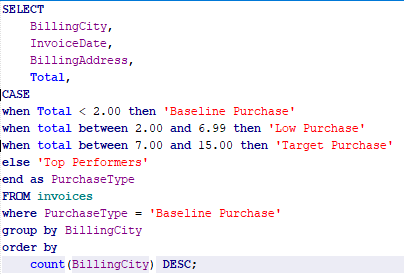 SELECT
BillingCity,
InvoiceDate,
BillingAddress,
Total,
CASE
when Total < 2.00 then 'Baseline Purchase'
when total between 2.00 and 6.99 then 'Low Purchase'
when total between 7.00 and 15.00 then 'Target Purchase'
else 'Top Performers'
end as PurchaseType
FROM invoices
where PurchaseType = 'Baseline Purchase'
group by BillingCity
order by
count(BillingCity) DESC;